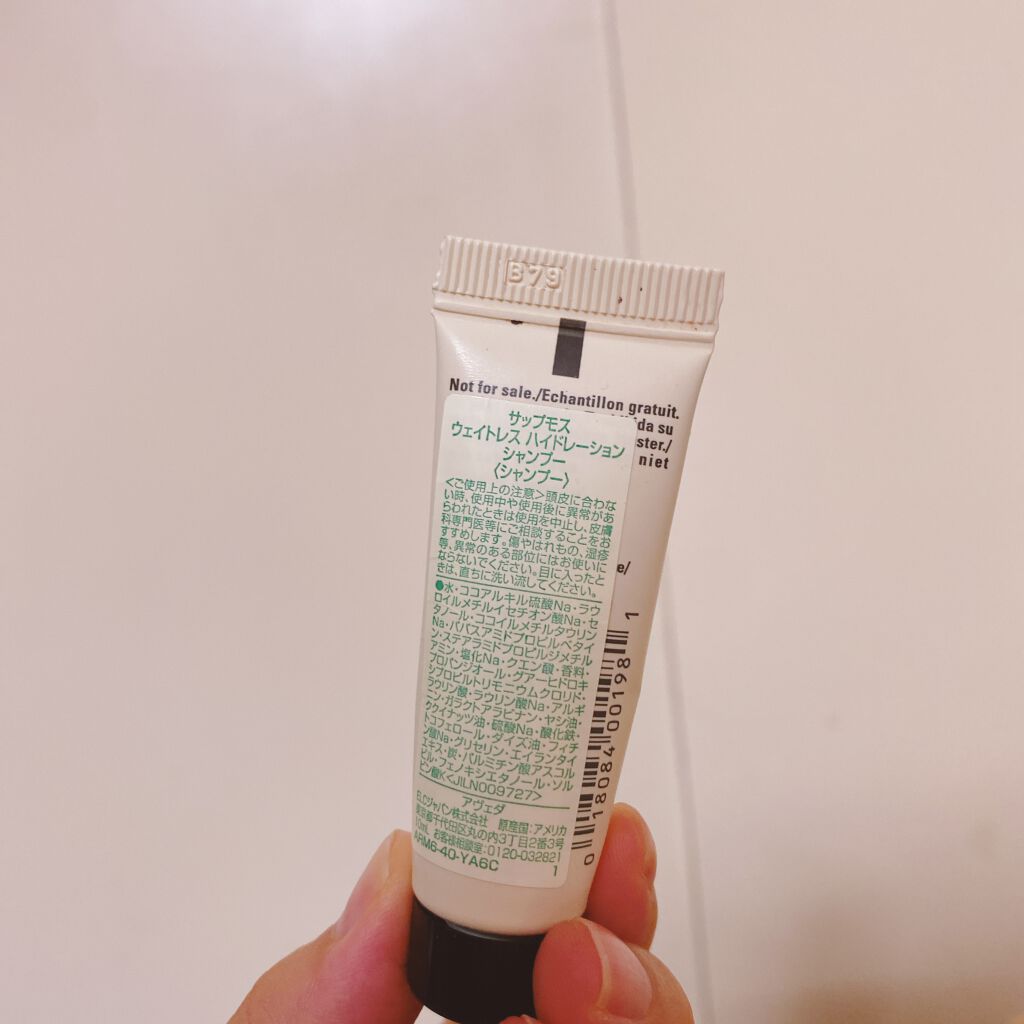 B79
Not for sale./Echantillon gratuit.
da su
ster./
niet
e/
サップモス
ウェイトレス ハイドレーション
シャンプー
〈シャンプー〉
<ご使用上の注意>頭皮に合わな
い時、使用中や使用後に異常があ
らわれたときは使用を中止し、皮膚
科専門医等にご相談することをお
すすめします。傷やはれもの、湿疹
等、異常のある部位にはお使いに
ならないでください。目に入ったと
きは、直ちに洗い流してください。
●水・ココアルキル硫酸Na・ラウ
ロイルメチルイセチオン酸Na・セ
タノール・ココイルメチルタウリン
Na・ババスアミドプロピルベタイ
ン・ステアラミドプロピルジメチル
アミン・塩化Na・クエン酸・香料・
プロパンジオール・グアーヒドロキ
シプロピルトリモニウムクロリド・
ラウリン酸・ラウリン酸Na・アルギ
ニン・ガラクトアラビナン・ヤシ油・
ククイナッツ油・硫酸Na・酸化鉄・
トコフェロール・ダイズ油・フィチ
ン酸Na・グリセリン・エイランタイ
エキス・炭・パルミチン酸アスコル
ビル・フェノキシエタノール・ソル
ビン酸K<JILN009727>
アヴェダ
ELCジャパン株式会社 原産国:アメリカ
東京都千代田区丸の内3丁目2番3号
10mL お客様相談室:0120-032821
ARM6-40-YA6C 1
0 18084 00198 1